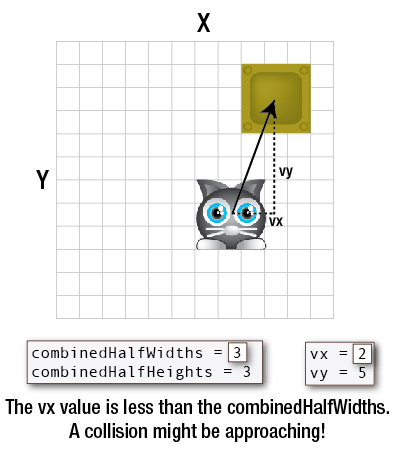 X
Y
vy
vx
combinedHalfWidths = 3
combinedHalfHeights = 3
vx = 2
vy = 5
The vx value is less than the combinedHalfWidths.
A collision might be approaching!